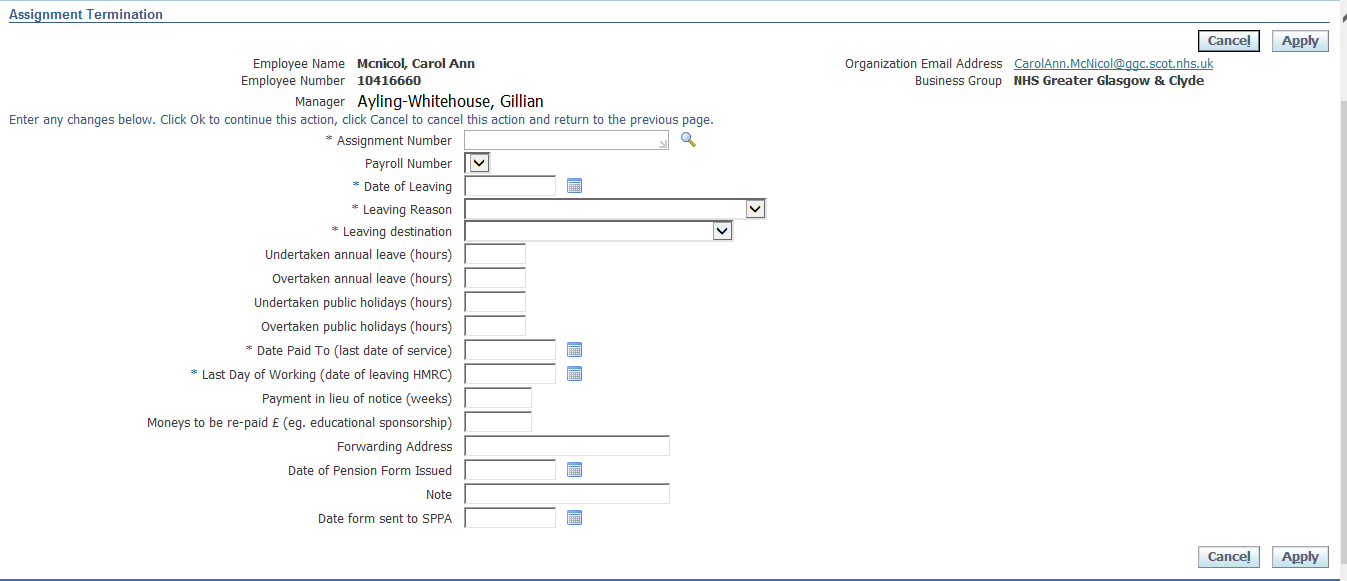 Assignment Termination
Cancel Apply
Employee Name Mcnicol, Carol Ann Organization Email Address CarolAnn.McNicol@ggc.scot.nhs.uk
Employee Number 10416660 Business Group NHS Greater Glasgow & Clyde
Manager Ayling-Whitehouse, Gillian
Enter any changes below. Click Ok to continue this action, click Cancel to cancel this action and return to the previous page.
* Assignment Number
Payroll Number
* Date of Leaving
* Leaving Reason
* Leaving destination
Undertaken annual leave (hours)
Overtaken annual leave (hours)
Undertaken public holidays (hours)
Overtaken public holidays (hours)
* Date Paid To (last date of service)
* Last Day of Working (date of leaving HMRC)
Payment in lieu of notice (weeks)
Moneys to be re-paid £ (eg. educational sponsorship)
Forwarding Address
Date of Pension Form Issued
Note
Date form sent to SPPA
Cancel Apply